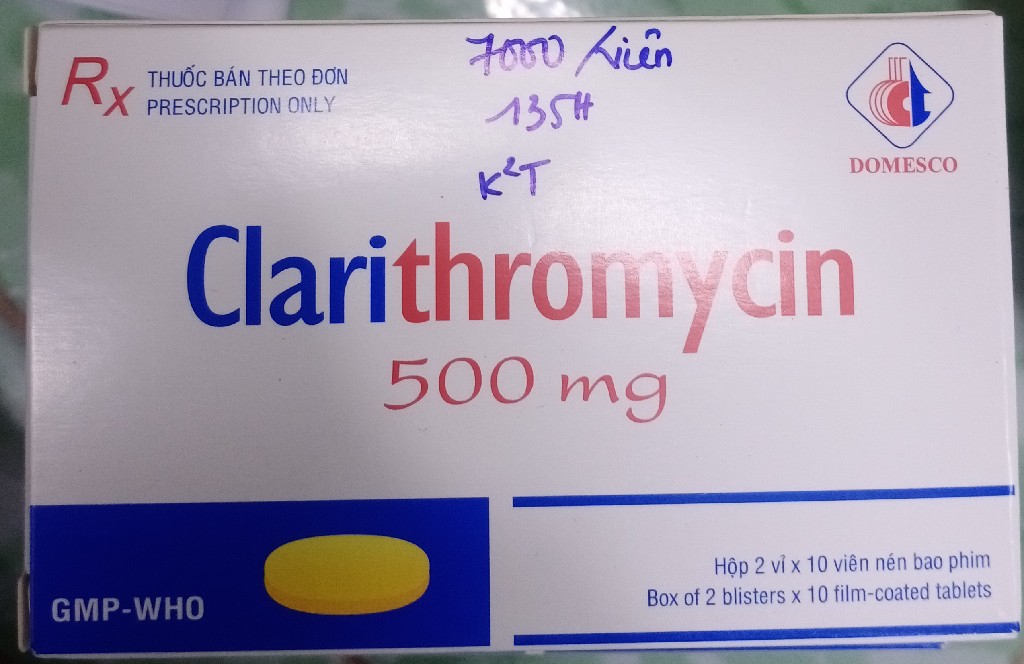 7000/viên
135H
K²T
Rx
THUỐC BÁN THEO ĐƠN
PRESCRIPTION ONLY
DOMESCO
Clarithromycin
500 mg
GMP-WHO
Hộp 2 vỉ x 10 viên nén bao phim
Box of 2 blisters x 10 film-coated tablets